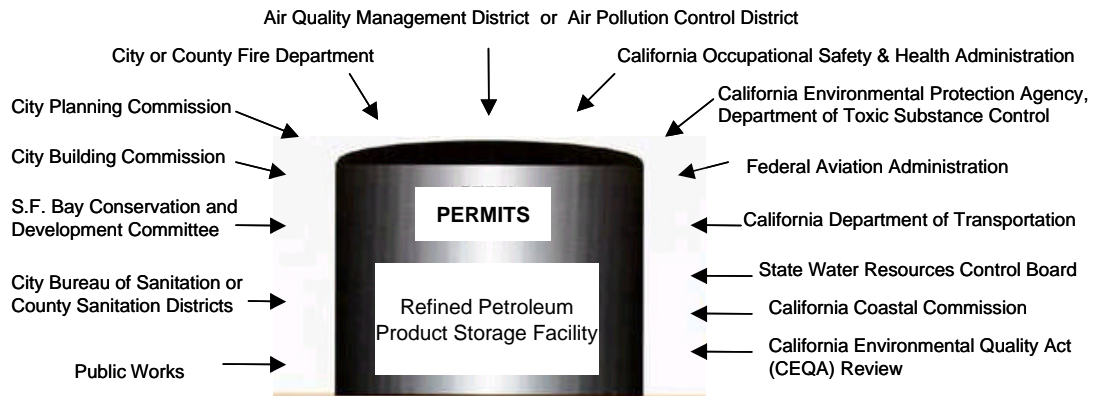 Air Quality Management District or Air Pollution Control District
City or County Fire Department
California Occupational Safety & Health Administration
City Planning Commission
California Environmental Protection Agency,
Department of Toxic Substance Control
City Building Commission
Federal Aviation Administration
S.F. Bay Conservation and
Development Committee
PERMITS
California Department of Transportation
City Bureau of Sanitation or
County Sanitation Districts
State Water Resources Control Board
Refined Petroleum
Product Storage Facility
California Coastal Commission
Public Works
California Environmental Quality Act
(CEQA) Review